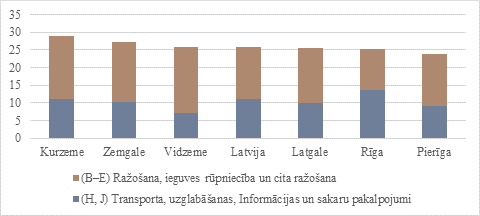 35
30
25
20
15
10
5
0
Kurzeme Zemgale Vidzeme Latvija Latgale Rīga Pierīga
(B–E) Ražošana, ieguves rūpniecība un cita ražošana
(H, J) Transporta, uzglabāšanas, Informācijas un sakaru pakalpojumi